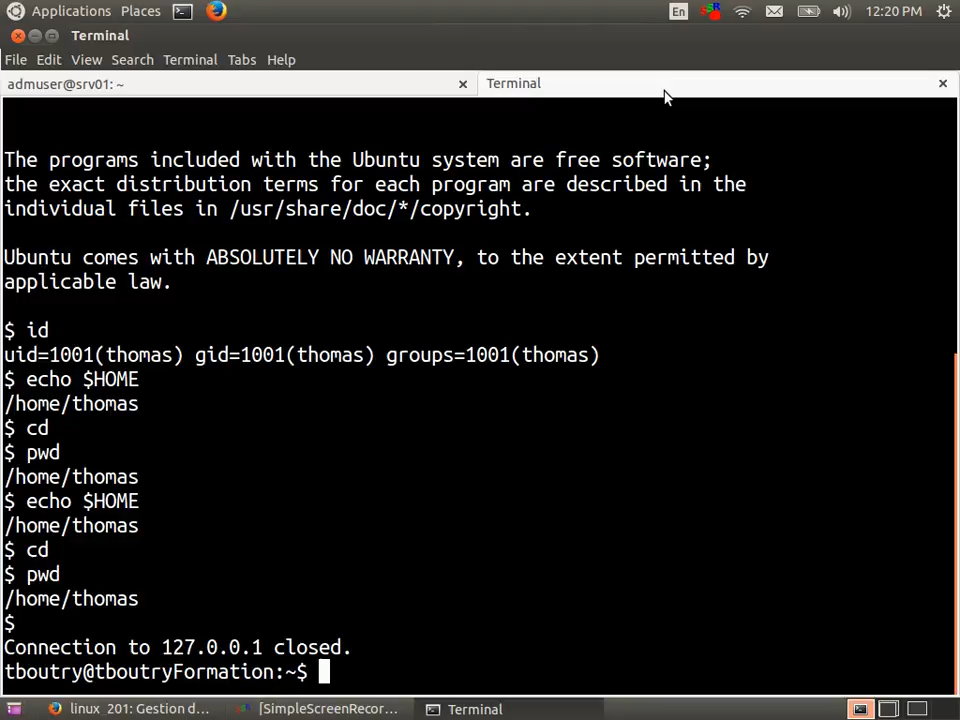 Applications Places En 12:20 PM
Terminal
File Edit View Search Terminal Tabs Help
admuser@srv01: ~ Terminal
The programs included with the Ubuntu system are free software;
the exact distribution terms for each program are described in the
individual files in /usr/share/doc/*/copyright.
Ubuntu comes with ABSOLUTELY NO WARRANTY, to the extent permitted by
applicable law.
$ id
uid=1001(thomas) gid=1001(thomas) groups=1001(thomas)
$ echo $HOME
/home/thomas
$ cd
$ pwd
/home/thomas
$ echo $HOME
/home/thomas
$ cd
$ pwd
/home/thomas
$
Connection to 127.0.0.1 closed.
tboutry@tboutryFormation:~$
linux_201: Gestion d... [SimpleScreenRecor... Terminal